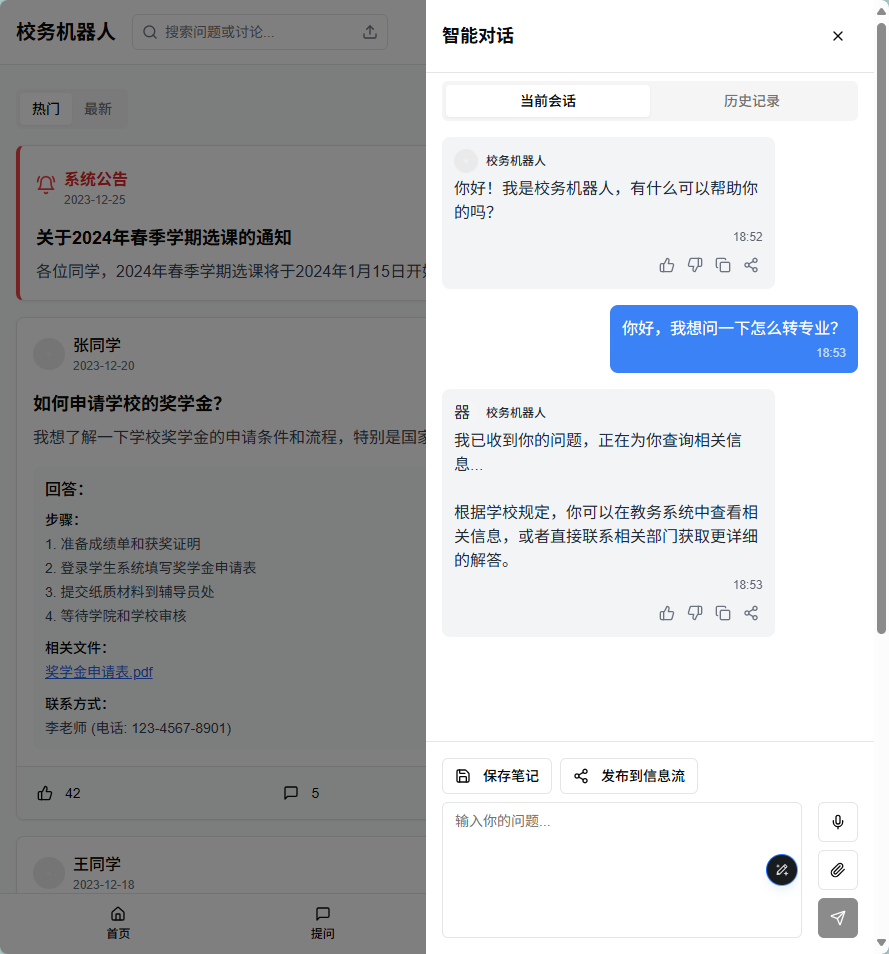 校务机器人
搜索问题或讨论...
热门
最新
系统公告
2023-12-25
关于2024年春季学期选课的通知
各位同学，2024年春季学期选课将于2024年1月15日开
张同学
2023-12-20
如何申请学校的奖学金？
我想了解一下学校奖学金的申请条件和流程，特别是国家
回答：
步骤：
1. 准备成绩单和获奖证明
2. 登录学生系统填写奖学金申请表
3. 提交纸质材料到辅导员处
4. 等待学院和学校审核
相关文件：
奖学金申请表.pdf
联系方式：
李老师 (电话: 123-4567-8901)
42
5
王同学
2023-12-18
首页
提问
智能对话
当前会话
历史记录
校务机器人
你好！我是校务机器人，有什么可以帮助你
的吗？
18:52
你好，我想问一下怎么转专业？
18:53
器
校务机器人
我已收到你的问题，正在为你查询相关信
息...
根据学校规定，你可以在教务系统中查看相
关信息，或者直接联系相关部门获取更详细
的解答。
18:53
保存笔记
发布到信息流
输入你的问题...